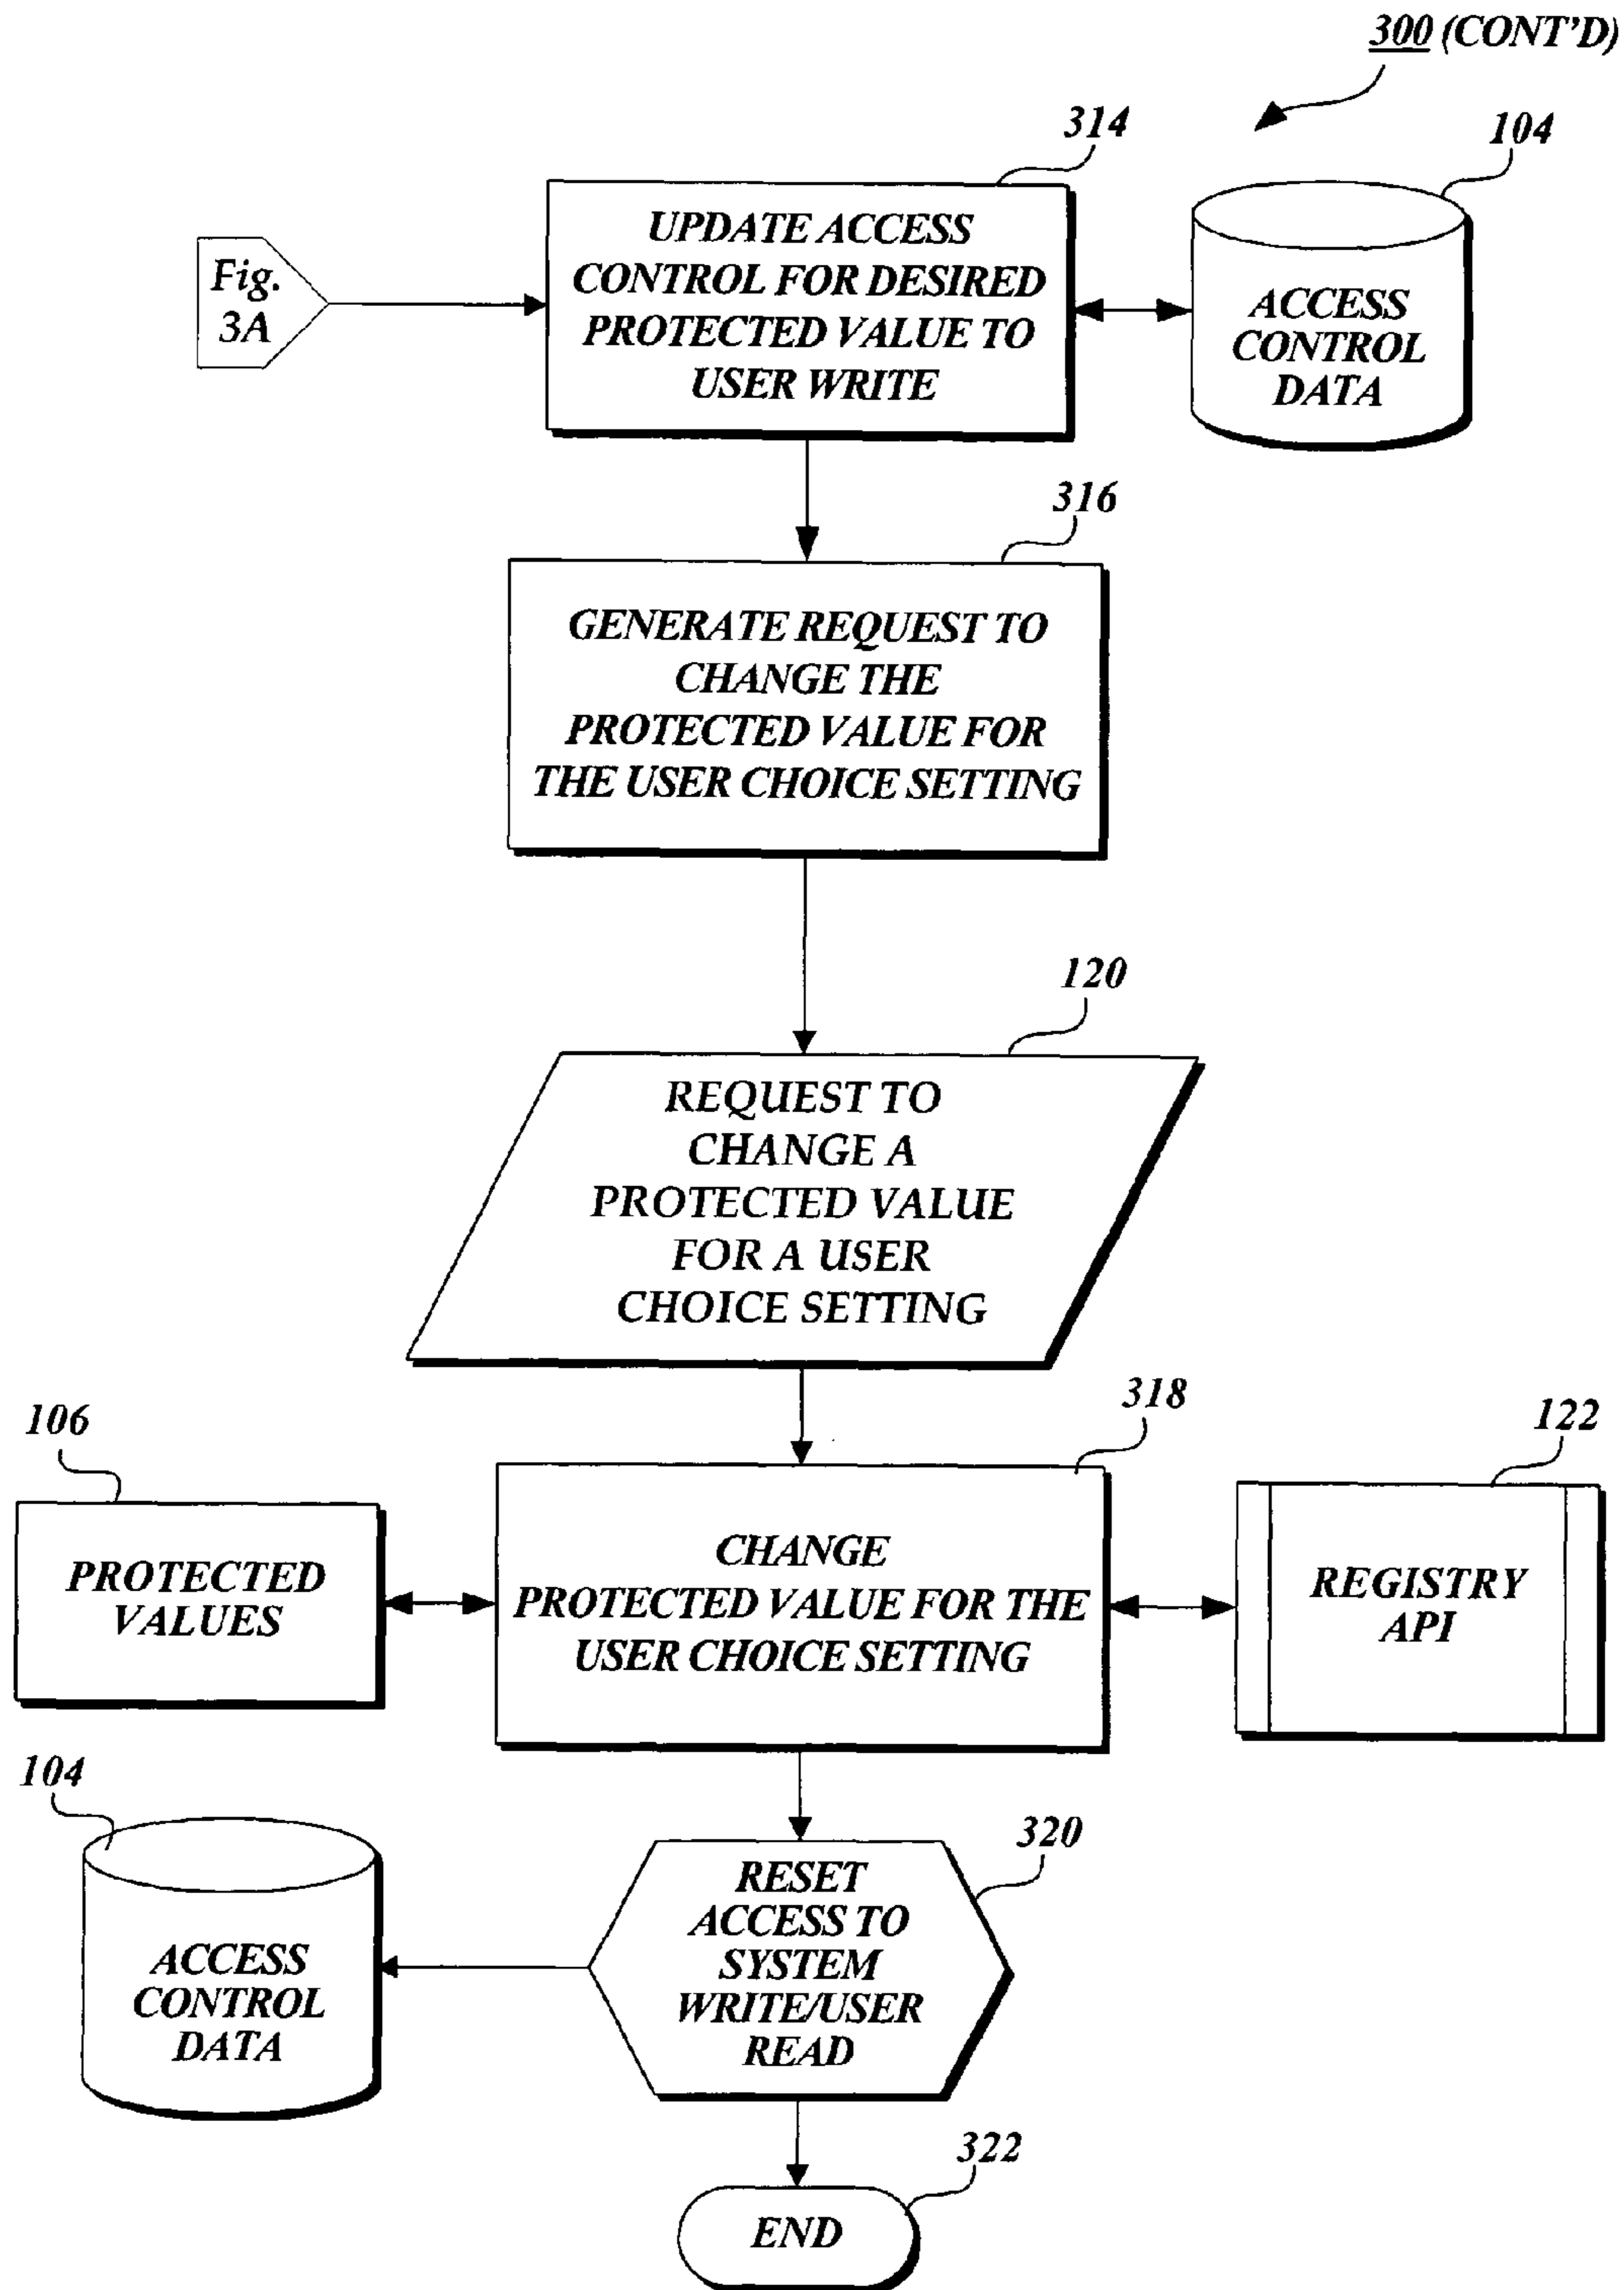 300 (CONT'D)
314
104
UPDATE ACCESS
CONTROL FOR DESIRED
PROTECTED VALUE TO
USER WRITE
Fig.
3A
ACCESS
CONTROL
DATA
316
GENERATE REQUEST TO
CHANGE THE
PROTECTED VALUE FOR
THE USER CHOICE SETTING
120
REQUEST TO
CHANGE A
PROTECTED VALUE
FOR A USER
CHOICE SETTING
106
318
122
PROTECTED
VALUES
CHANGE
PROTECTED VALUE FOR THE
USER CHOICE SETTING
REGISTRY
API
104
320
ACCESS
CONTROL
DATA
RESET
ACCESS TO
SYSTEM
WRITE/USER
READ
322
END